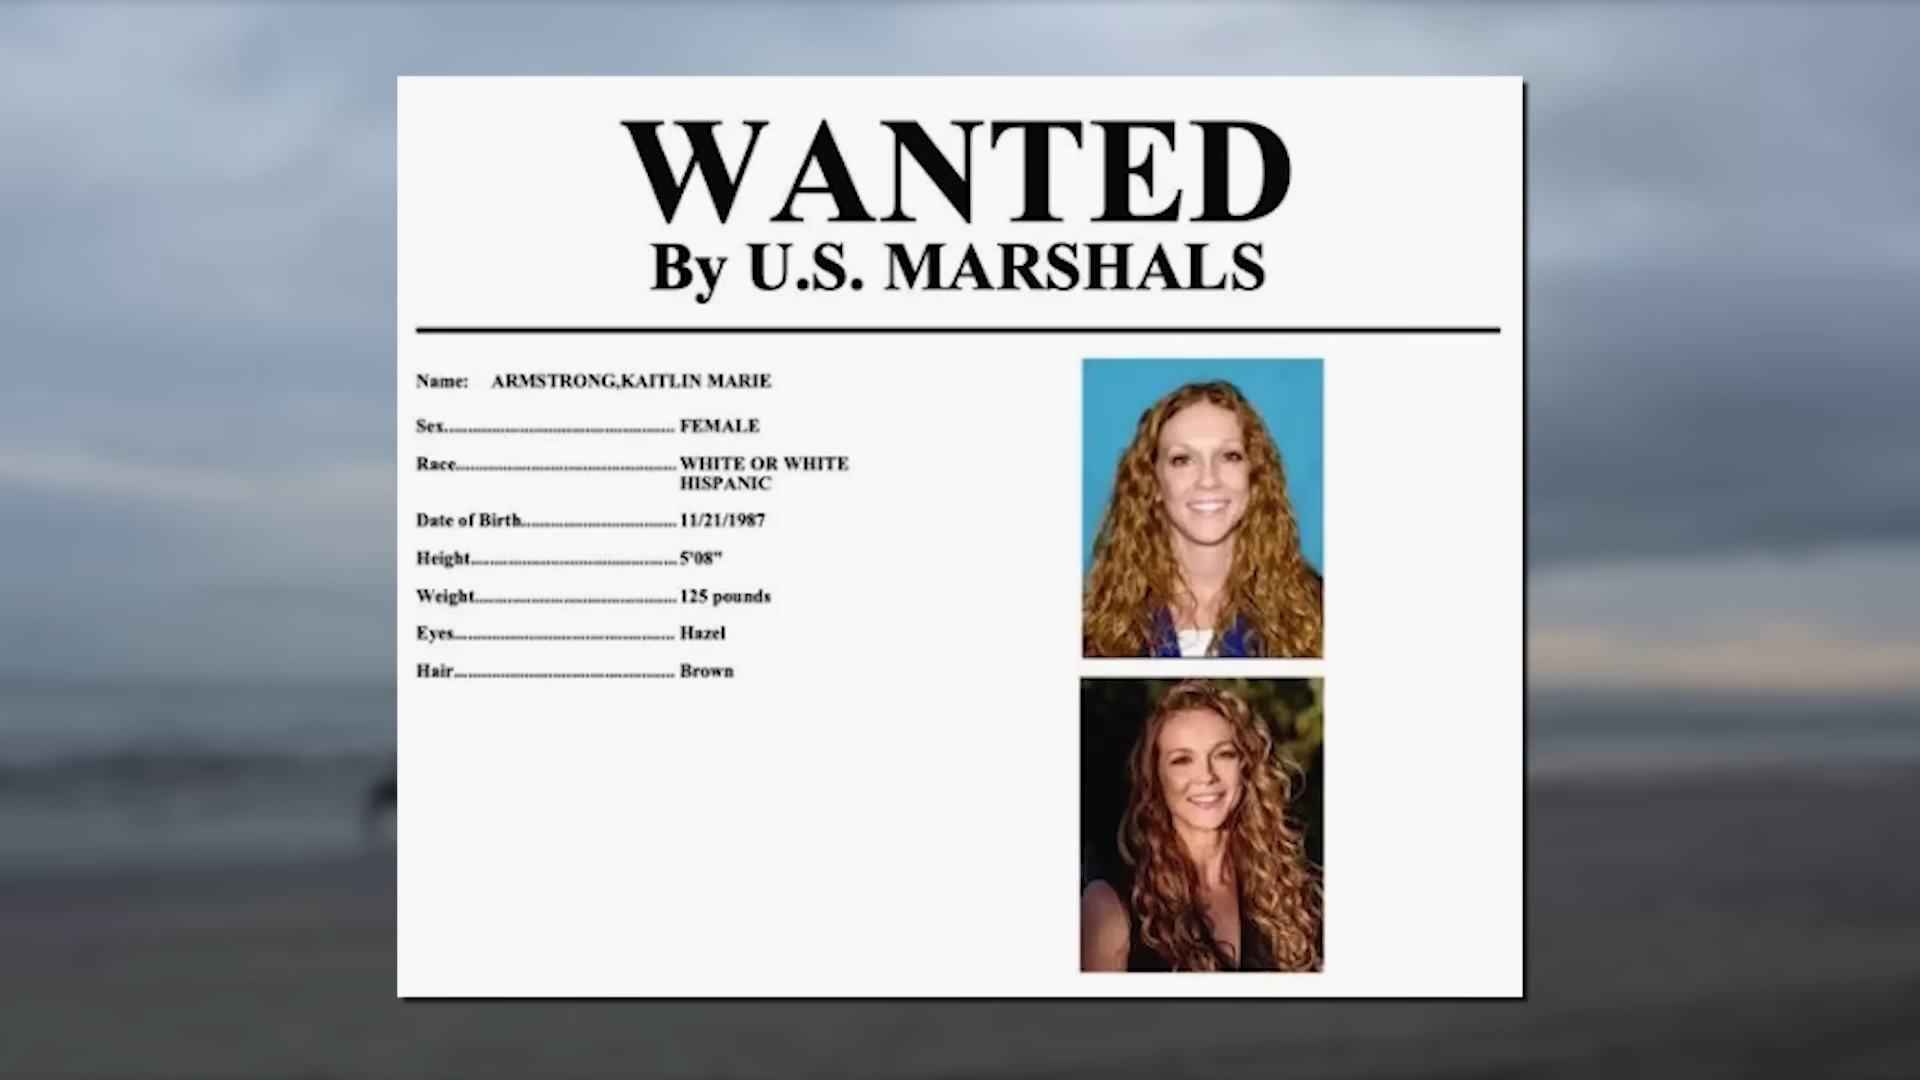 WANTED
By U.S. MARSHALS
Name: ARMSTRONG,KAITLIN MARIE
Sex........................................ FEMALE
Race...................................... WHITE OR WHITE
HISPANIC
Date of Birth.......................... 11/21/1987
Height................................... 5'08"
Weight................................... 125 pounds
Eyes...................................... Hazel
Hair...................................... Brown